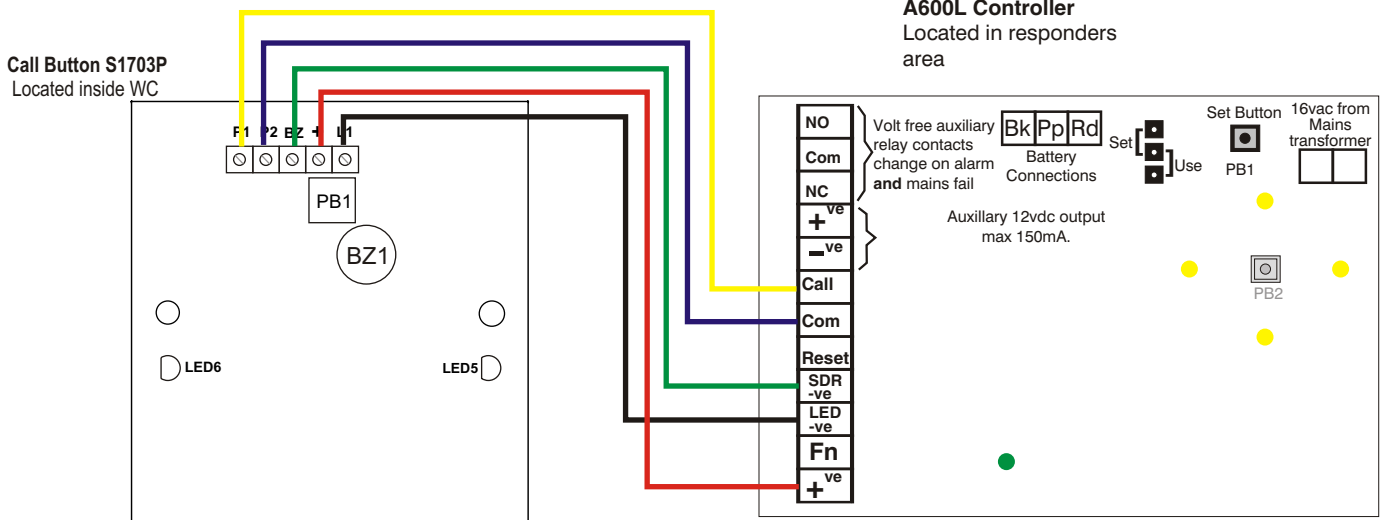 A600L Controller
Located in responders
area
Call Button S1703P
Located inside WC
P1 P2 BZ + L1
PB1
BZ1
LED6
LED5
NO
Com
NC
+ve
-ve
Call
Com
Reset
SDR
-ve
LED
-ve
Fn
+ve
Volt free auxiliary
relay contacts
change on alarm
and mains fail
Bk Pp Rd
Battery
Connections
Set
Use
Set Button
PB1
16vac from
Mains
transformer
Auxillary 12vdc output
max 150mA.
PB2